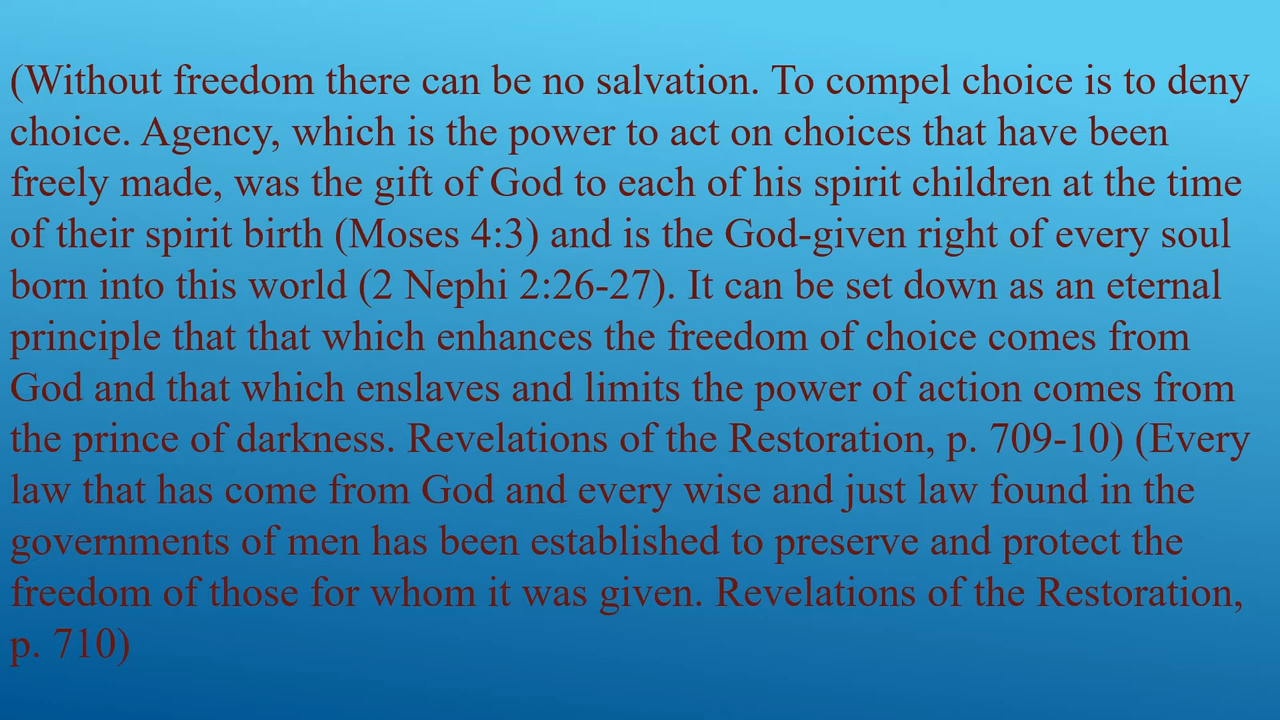 (Without freedom there can be no salvation. To compel choice is to deny
choice. Agency, which is the power to act on choices that have been
freely made, was the gift of God to each of his spirit children at the time
of their spirit birth (Moses 4:3) and is the God-given right of every soul
born into this world (2 Nephi 2:26-27). It can be set down as an eternal
principle that that which enhances the freedom of choice comes from
God and that which enslaves and limits the power of action comes from
the prince of darkness. Revelations of the Restoration, p. 709-10) (Every
law that has come from God and every wise and just law found in the
governments of men has been established to preserve and protect the
freedom of those for whom it was given. Revelations of the Restoration,
p. 710)